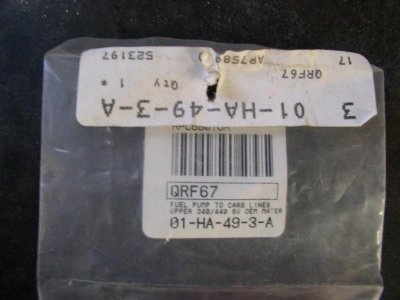 3 01-HA-49-3-A
QRF67 Qty 1 *
17 AP7589 523197
QRF67
FUEL PUMP TO CARB LINES
UPPER 340/440 BV OEM MATER
01-HA-49-3-A